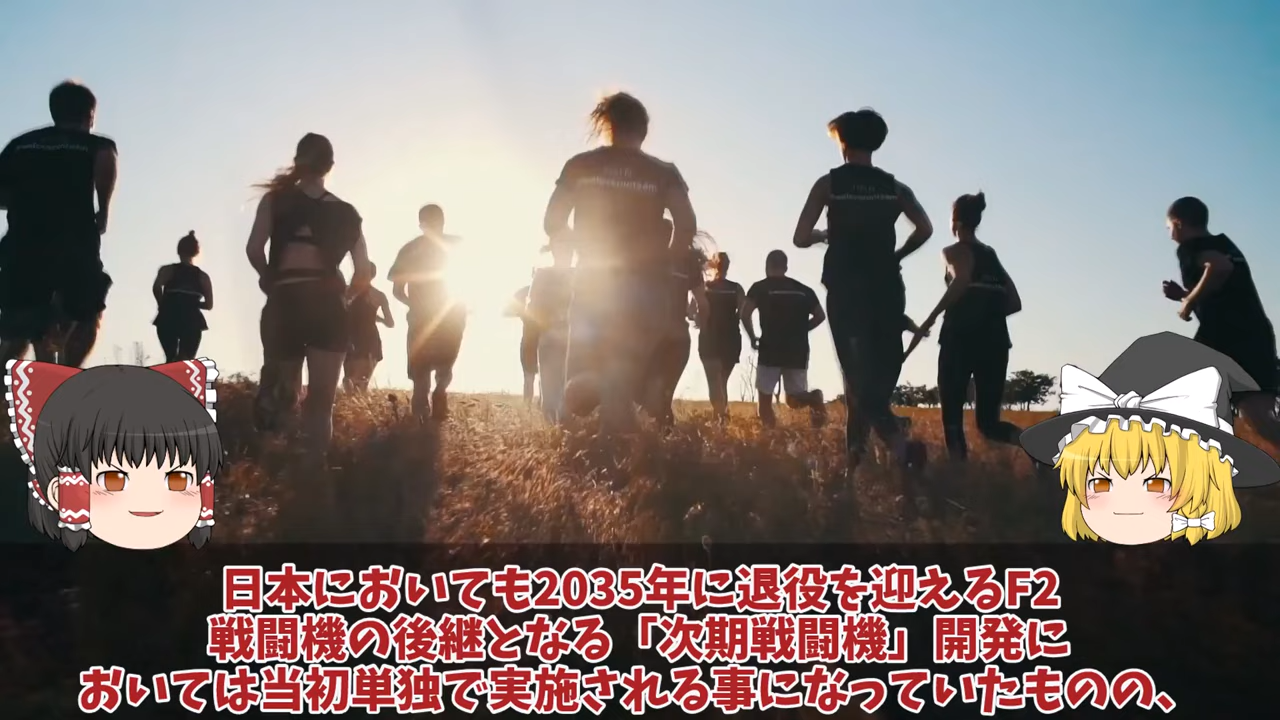 日本においても2035年に退役を迎えるF2
戦闘機の後継となる「次期戦闘機」開発に
おいては当初単独で実施される事になっていたものの、